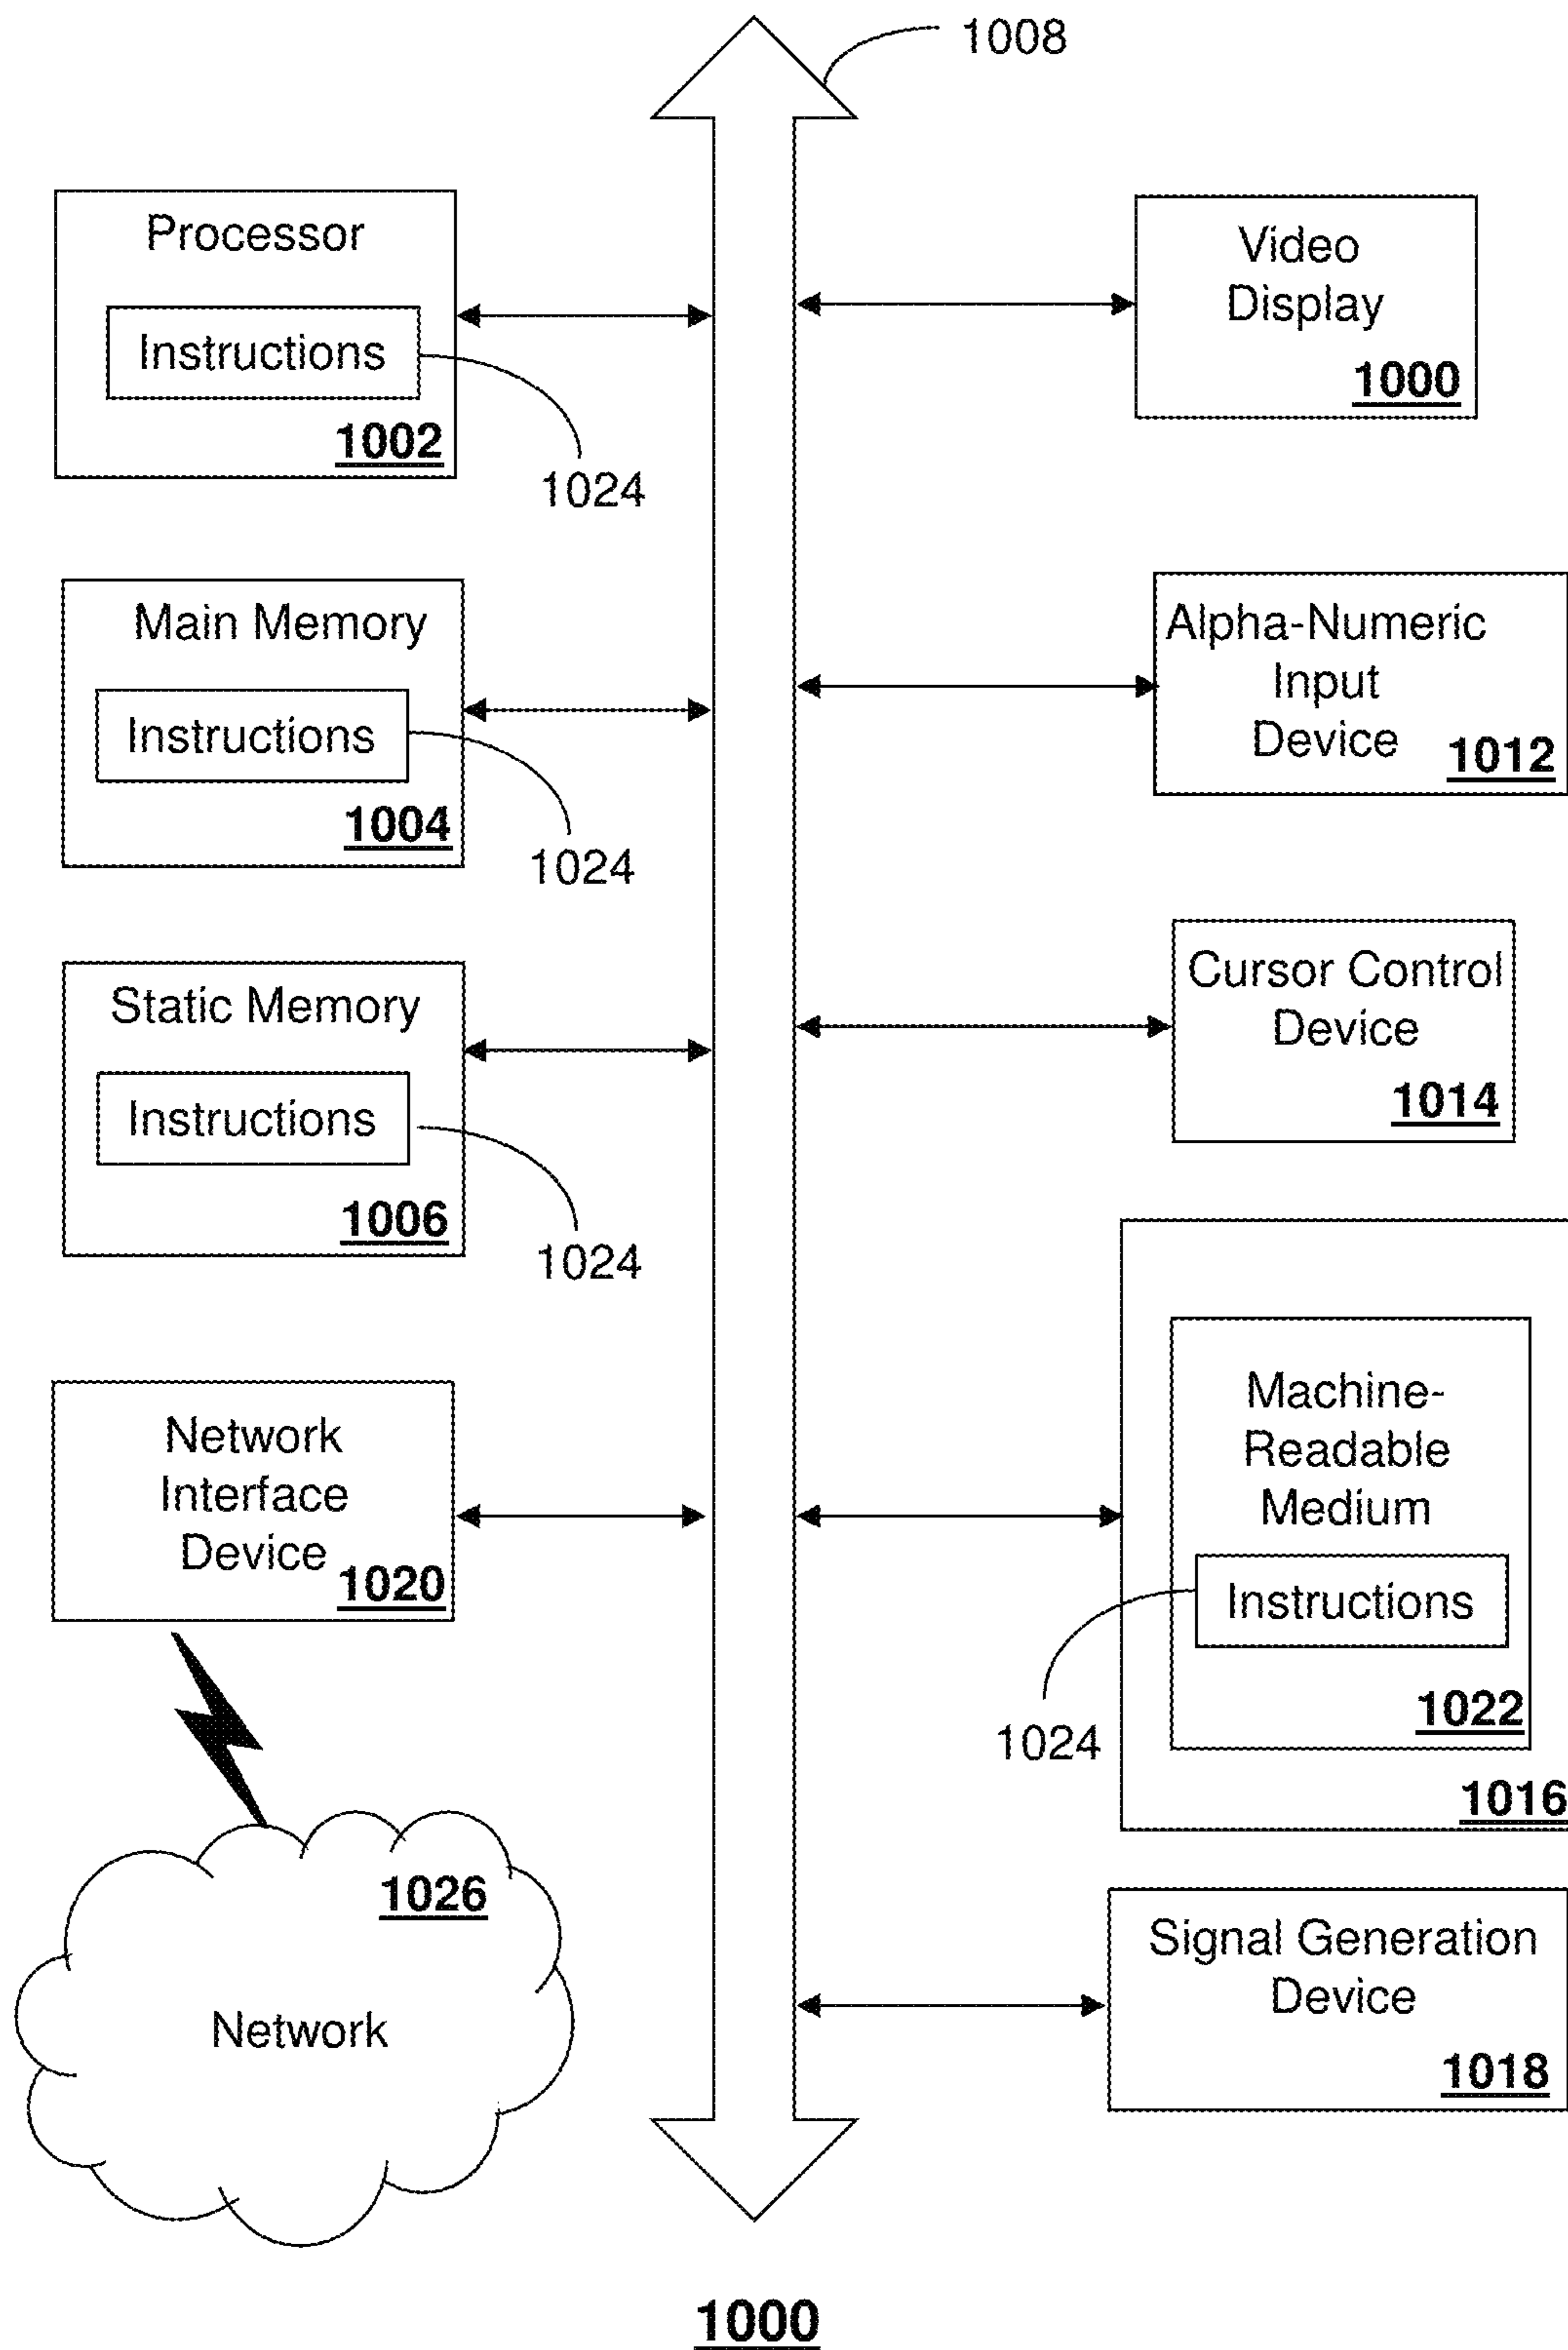 1008
Processor
Instructions
1002
1024
Video
Display
1000
Main Memory
Instructions
1004
1024
Alpha-Numeric
Input
Device
1012
Static Memory
Instructions
1006
1024
Cursor Control
Device
1014
Network
Interface
Device
1020
Machine-
Readable
Medium
Instructions
1022
1024
1016
1026
Network
Signal Generation
Device
1018
1000